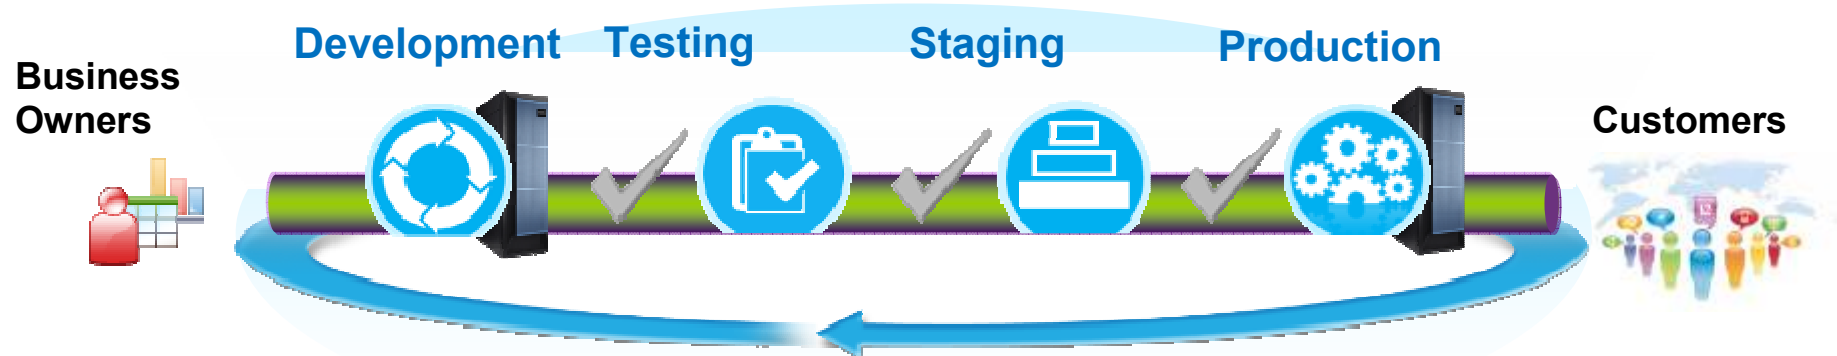 Development Testing Staging Production
Business
Owners
Customers